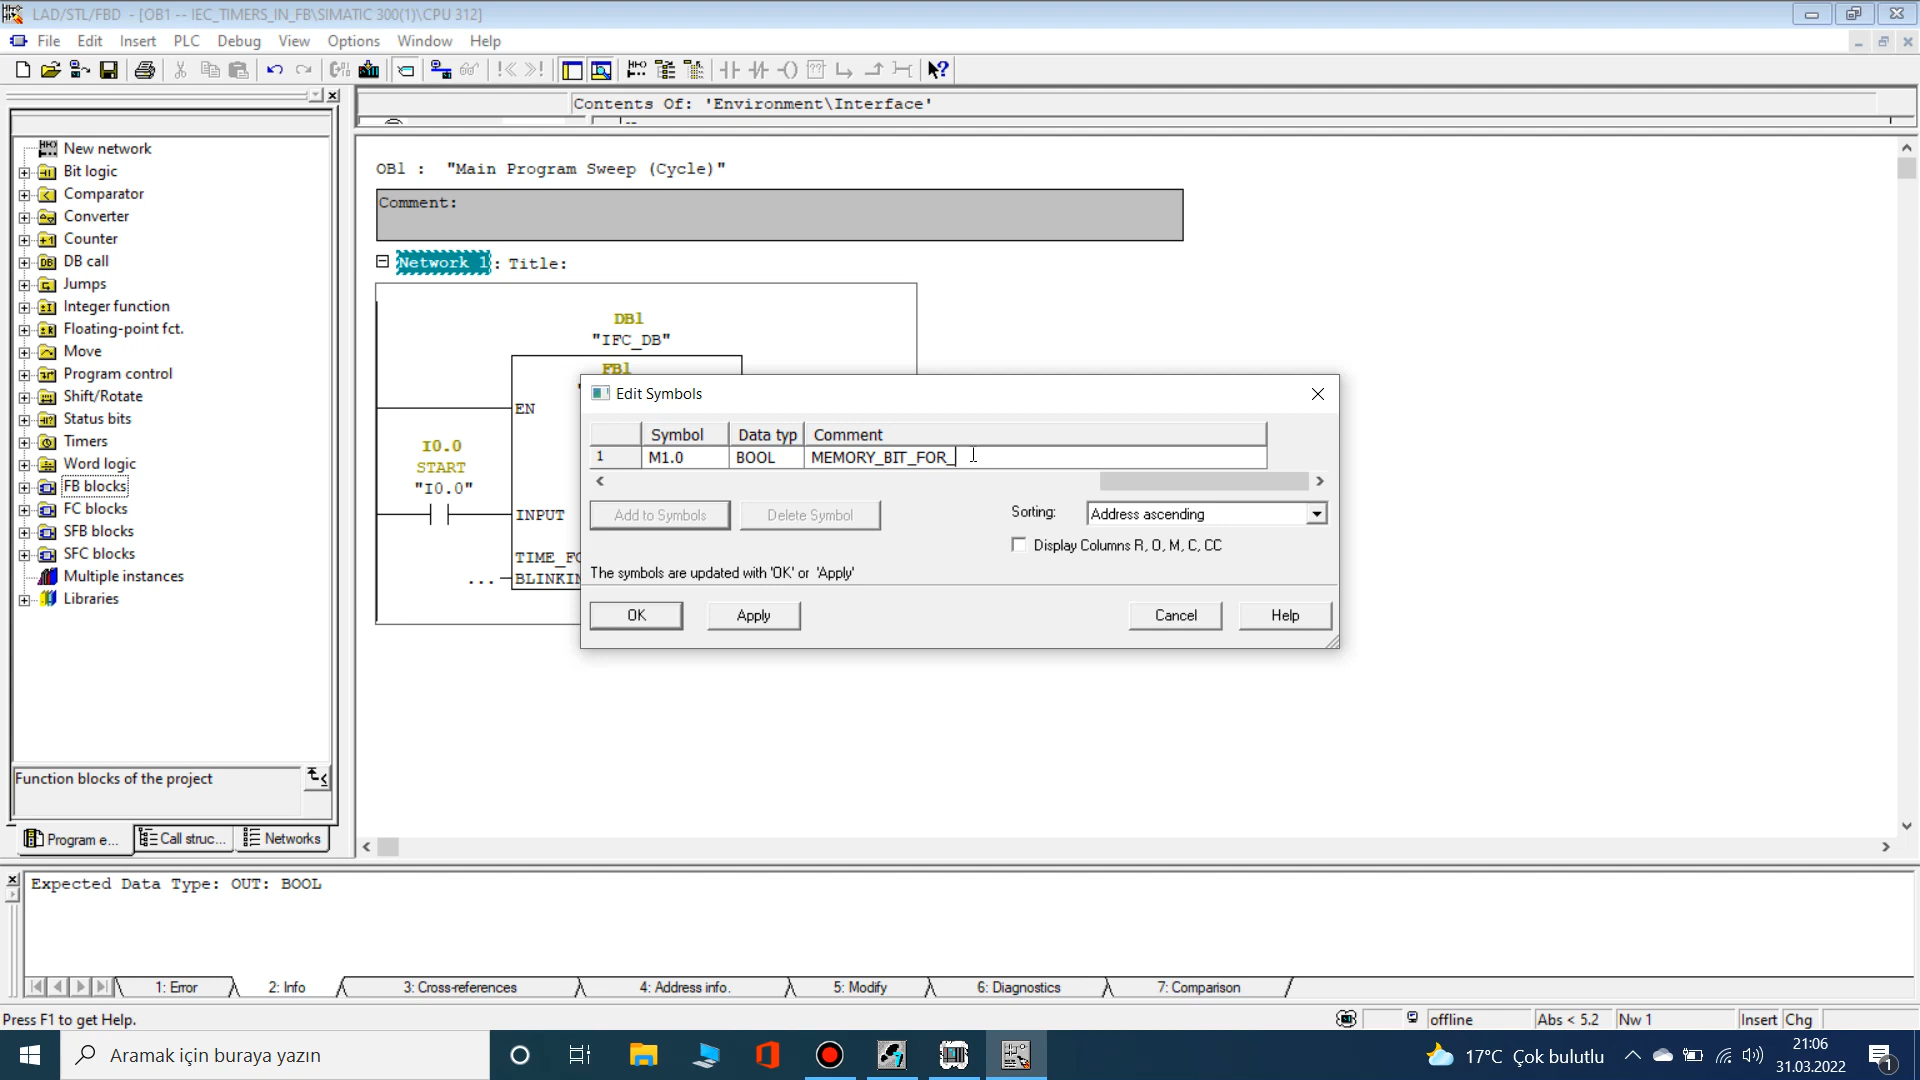 LAD/STL/FBD - [OB1 -- IEC_TIMERS_IN_FB\SIMATIC 300(1)\CPU 312]
File Edit Insert PLC Debug View Options Window Help
Contents Of: 'Environment\Interface'
New network
Bit logic
Comparator
Converter
Counter
DB call
Jumps
Integer function
Floating-point fct.
Move
Program control
Shift/Rotate
Status bits
Timers
Word logic
FB blocks
FC blocks
SFB blocks
SFC blocks
Multiple instances
Libraries
Function blocks of the project
Program e... Call struc... Networks
OB1 : "Main Program Sweep (Cycle)"
Comment:
Network 1: Title:
DB1
"IFC_DB"
FB1
EN
I0.0
START
"I0.0"
INPUT
TIME_FO
... BLINKIN
Edit Symbols
Symbol Data typ Comment
1 M1.0 BOOL MEMORY_BIT_FOR_
Add to Symbols Delete Symbol Sorting: Address ascending
Display Columns R, O, M, C, CC
The symbols are updated with 'OK' or 'Apply'
OK Apply Cancel Help
Expected Data Type: OUT: BOOL
1: Error 2: Info 3: Cross-references 4: Address info. 5: Modify 6: Diagnostics 7: Comparison
Press F1 to get Help. offline Abs < 5.2 Nw 1 Insert Chg
Aramak için buraya yazın 17°C Çok bulutlu 21:06
31.03.2022 1